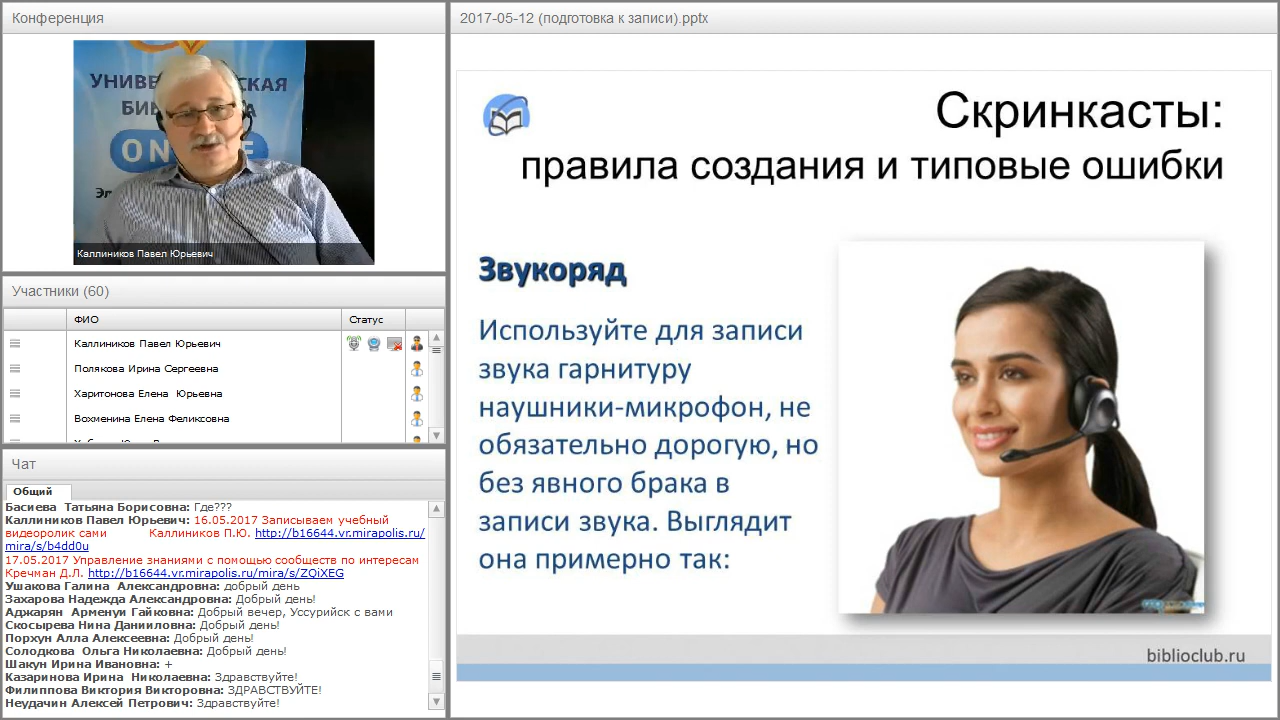 Конференция
УНИВЕ СКАЯ
БИБ А
ON E
Эл
Каллиников Павел Юрьевич
Участники (60)
ФИО
Статус
Каллиников Павел Юрьевич
Полякова Ирина Сергеевна
Харитонова Елена Юрьевна
Вохменина Елена Феликсовна
Чат
Общий
Басиева Татьяна Борисовна: Где???
Каллиников Павел Юрьевич: 16.05.2017 Записываем учебный
видеоролик сами Каллиников П.Ю. http://b16644.vr.mirapolis.ru/
mira/s/b4dd0u
17.05.2017 Управление знаниями с помощью сообществ по интересам
Кречман Д.Л. http://b16644.vr.mirapolis.ru/mira/s/ZQiXEG
Ушакова Галина Александровна: добрый день
Захарова Надежда Александровна: Добрый день!
Аджарян Арменуи Гайковна: Добрый вечер, Уссурийск с вами
Скосырева Нина Данииловна: Добрый день!
Порхун Алла Алексеевна: Добрый день!
Солодкова Ольга Николаевна: Добрый день!
Шакун Ирина Ивановна: +
Казаринова Ирина Николаевна: Здравствуйте!
Филиппова Виктория Викторовна: ЗДРАВСТВУЙТЕ!
Неудачин Алексей Петрович: Здравствуйте!
2017-05-12 (подготовка к записи).pptx
Скринкасты:
правила создания и типовые ошибки
Звукоряд
Используйте для записи
звука гарнитуру
наушники-микрофон, не
обязательно дорогую, но
без явного брака в
записи звука. Выглядит
она примерно так:
biblioclub.ru